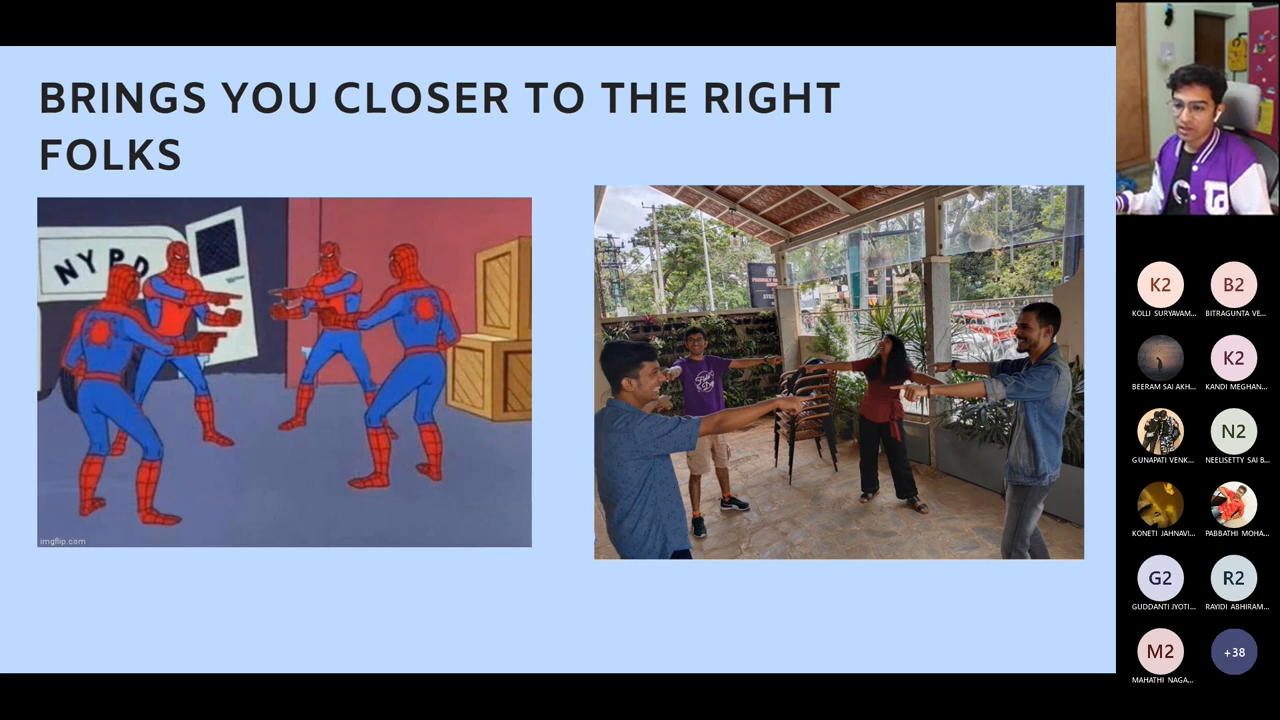 BRINGS YOU CLOSER TO THE RIGHT
FOLKS
NYPD
imgflip.com
K2
B2
KOLLI SURYAVAM...
BITRAGUNTA VE...
K2
BEERAM SAI AKH...
KANDI MEGHAN...
N2
GUNAPATI VENK...
NEELISETTY SAI B...
KONETI JAHNAVI...
PABBATHI MOHA...
G2
R2
GUDDANTI JYOTI...
RAYIDI ABHIRAM...
M2
+38
MAHATHI NAGA...